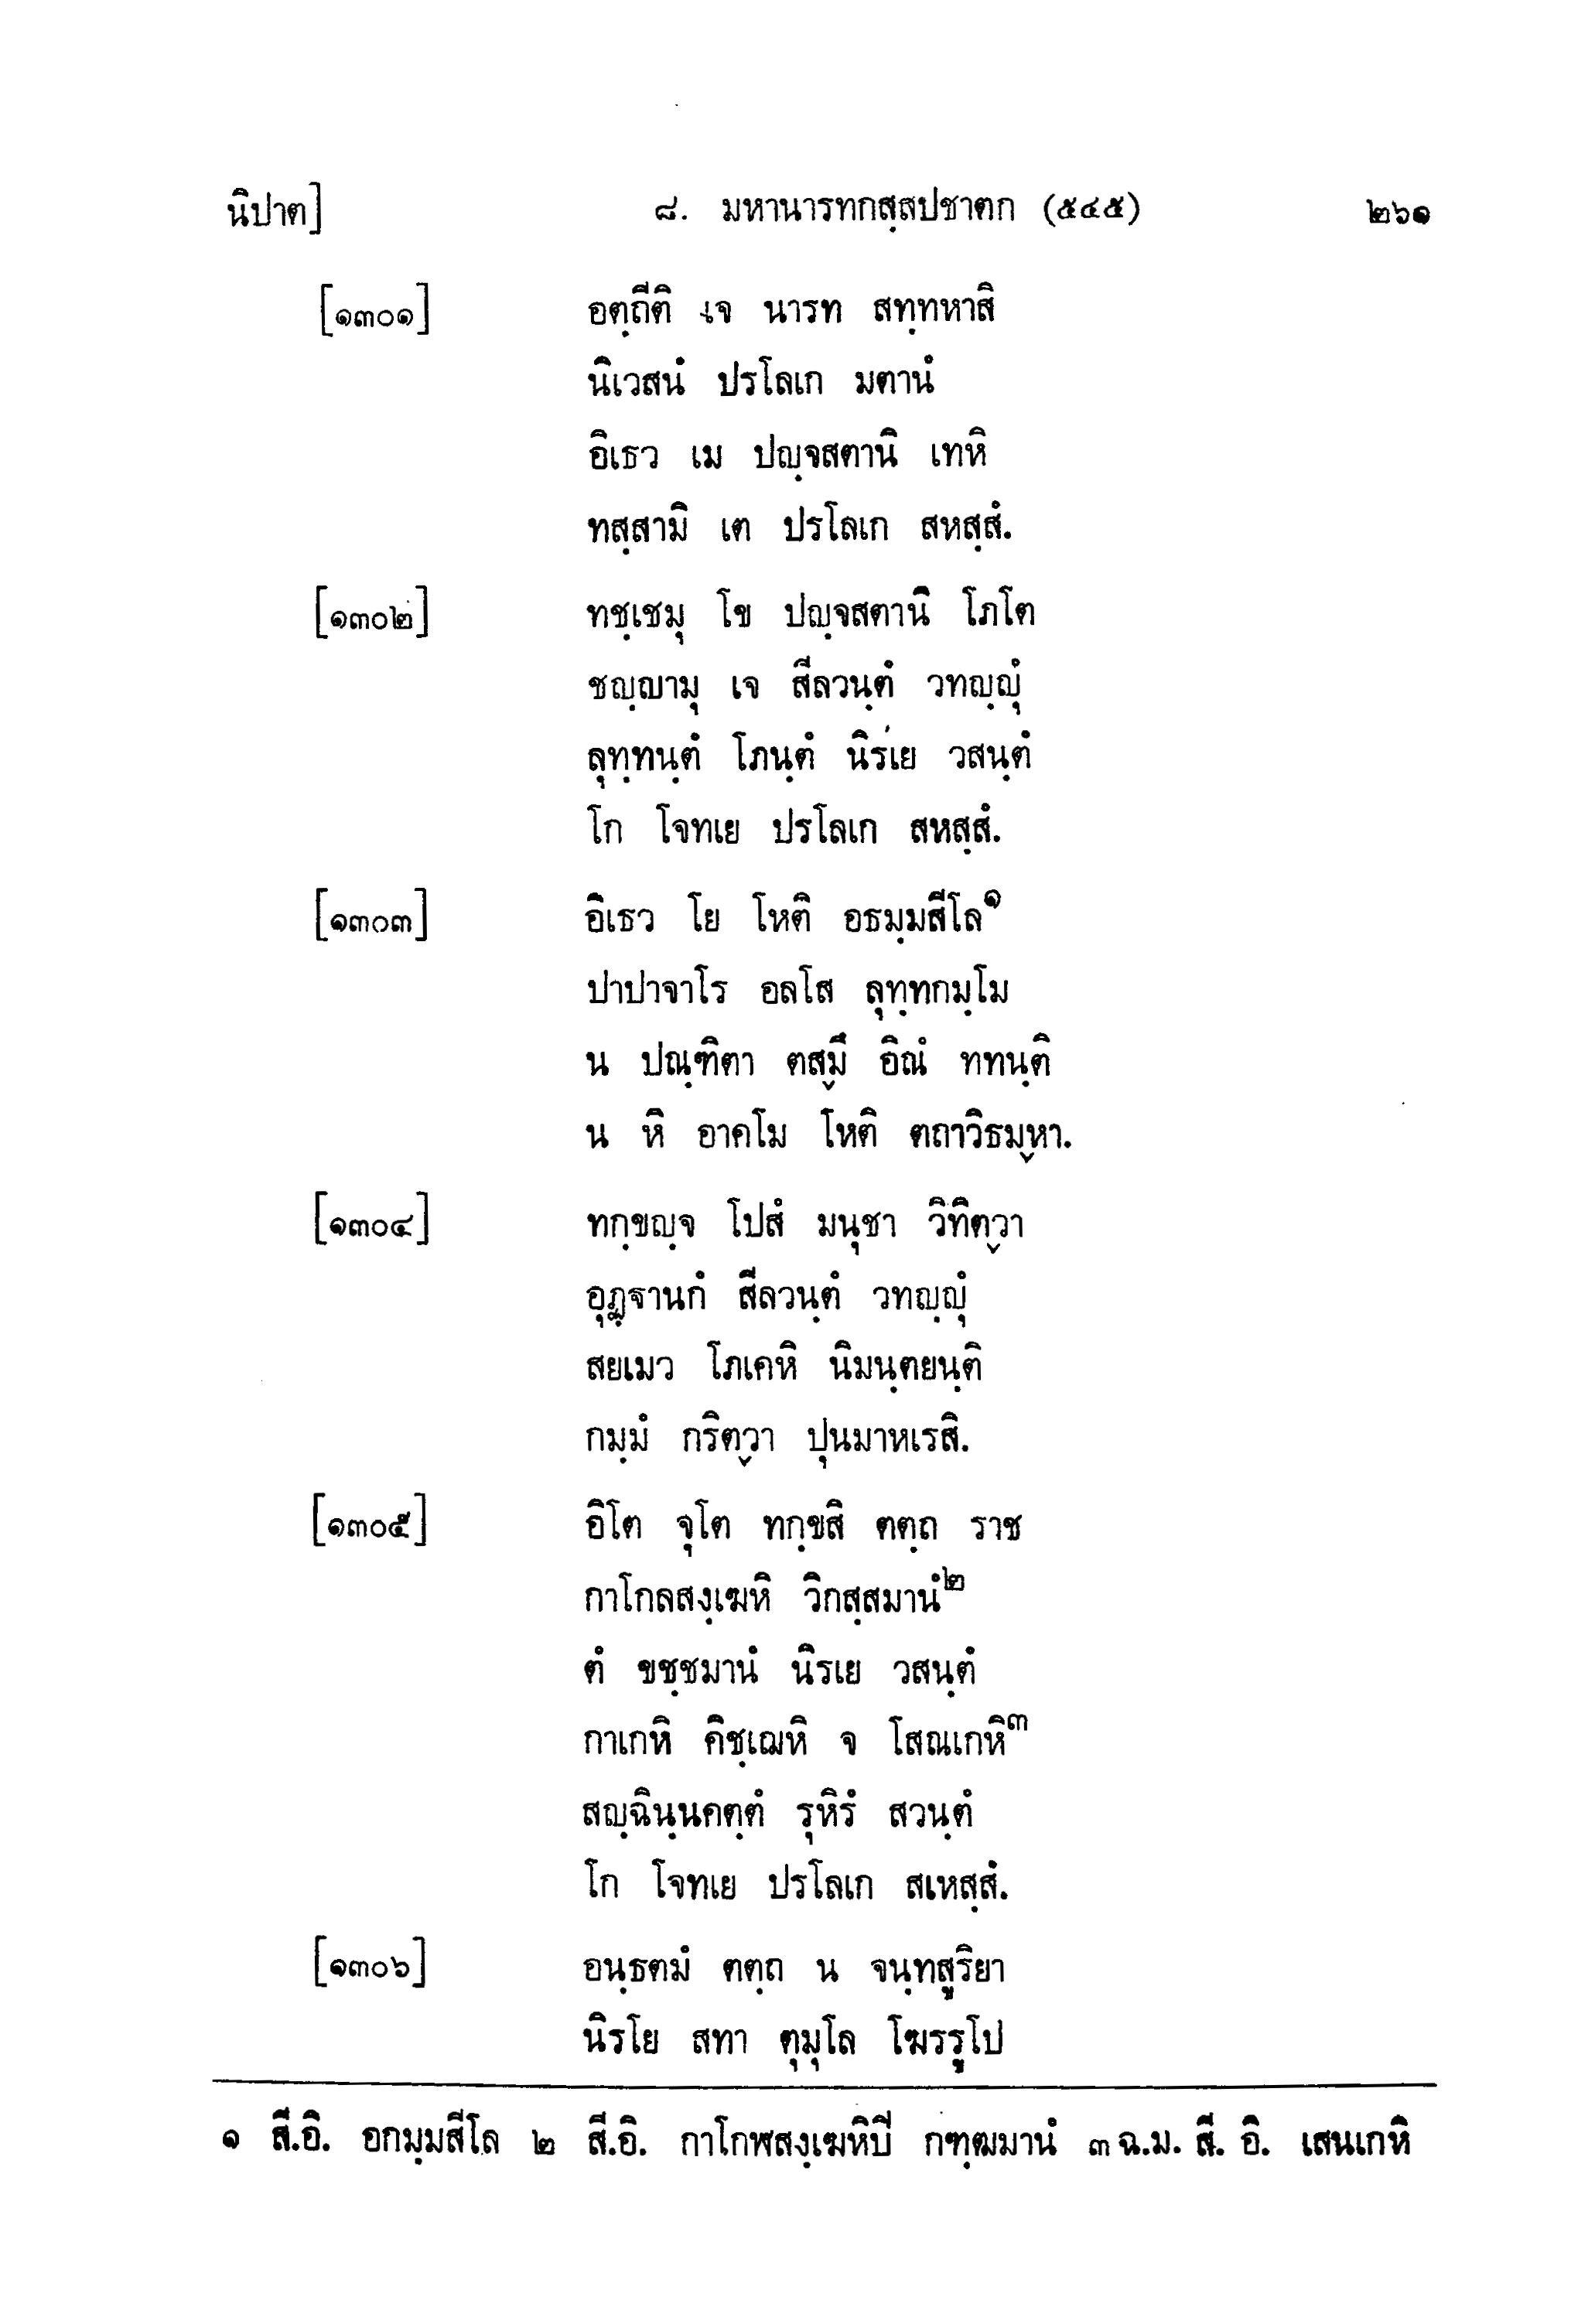 นิปาต]  ๘. มหานารทกสฺสปชาตก (๕๔๕)  ๒๖๑
[๑๓๐๑]  อตฺถีติ เจ นารท สทฺทหาสิ
นิเวสนํ ปรโลเก มตานํ
อิเธว เม ปญฺจสตานิ เทหิ
ทสฺสามิ เต ปรโลเก สหสฺสํ.
[๑๓๐๒]  ทชฺเชมุ โข ปญฺจสตานิ โภโต
ชญฺญามุ เจ สีลวนฺตํ วทญฺญุํ
ลุทฺทนฺตํ โภนฺตํ นิรเย วสนฺตํ
โก โจทเย ปรโลเก สหสฺสํ.
[๑๓๐๓]  อิเธว โย โหติ อธมฺมสีโล๑
ปาปาจาโร อลโส ลุทฺทกมฺโม
น ปณฺฑิตา ตสฺมึ อิณํ ททนฺติ
น หิ อาคโม โหติ ตถาวิธมฺหา.
[๑๓๐๔]  ทกฺขญฺจ โปสํ มนุชา วิทิตฺวา
อุฏฺฐานกํ สีลวนฺตํ วทญฺญุํ
สยเมว โภเคหิ นิมนฺตยนฺติ
กมฺมํ กริตฺวา ปุนมาหเรสิ.
[๑๓๐๕]  อิโต จุโต ทกฺขสิ ตตฺถ ราช
กาโกลสงฺเฆหิ วิกสฺสมานํ๒
ตํ ขชฺชมานํ นิรเย วสนฺตํ
กาเกหิ คิชฺเฌหิ จ โสณเกหิ๓
สญฺฉินฺนคตฺตํ รุหิรํ สวนฺตํ
โก โจทเย ปรโลเก สเหสฺสํ.
[๑๓๐๖]  อนฺธตมํ ตตฺถ น จนฺทสูริยา
นิรโย สทา ตุมุโล โฆรรูโป
๑ สี.อิ. อกมฺมสีโล ๒ สี.อิ. กาโกฬสงฺเฆหิปี กฑฺฒมานํ ๓ ฉ.ม. สี. อิ. เสนเกหิ